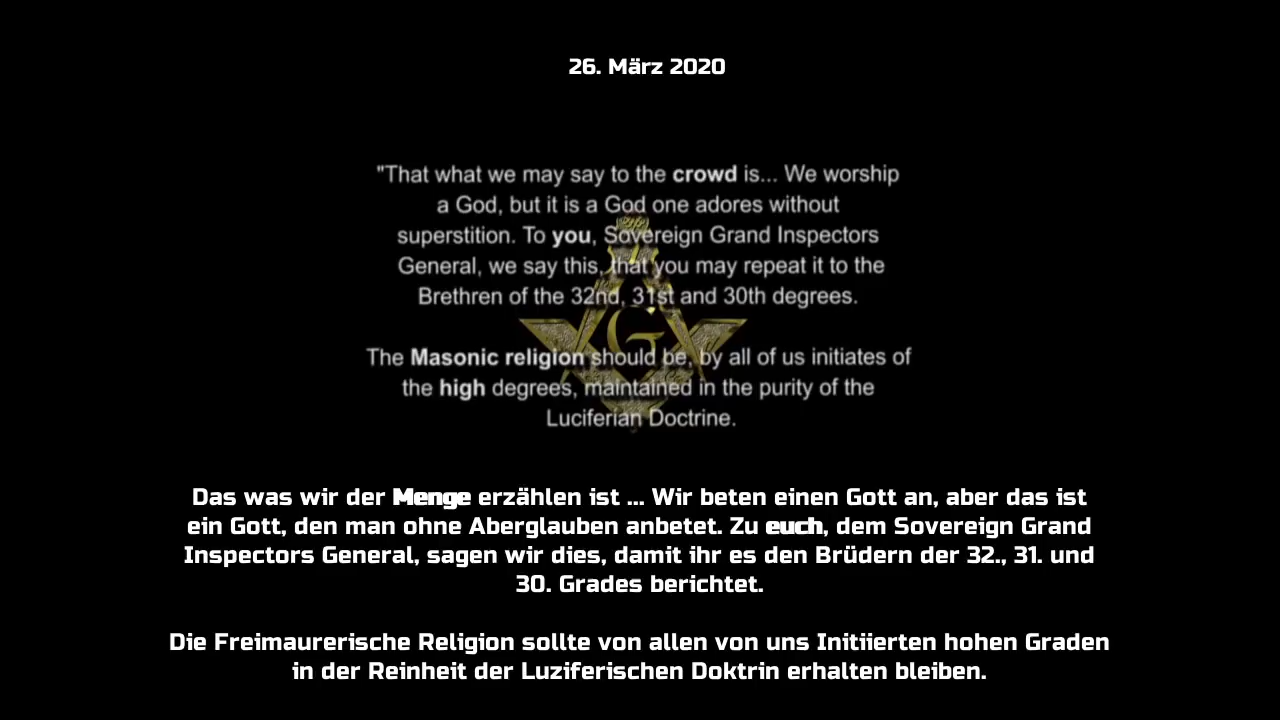 26. März 2020
"That what we may say to the crowd is... We worship
a God, but it is a God one adores without
superstition. To you, Sovereign Grand Inspectors
General, we say this, that you may repeat it to the
Brethren of the 32nd, 31st and 30th degrees.
G
The Masonic religion should be, by all of us initiates of
the high degrees, maintained in the purity of the
Luciferian Doctrine.
Das was wir der Menge erzählen ist ... Wir beten einen Gott an, aber das ist
ein Gott, den man ohne Aberglauben anbetet. Zu euch, dem Sovereign Grand
Inspectors General, sagen wir dies, damit ihr es den Brüdern der 32., 31. und
30. Grades berichtet.
Die Freimaurerische Religion sollte von allen von uns Initiierten hohen Graden
in der Reinheit der Luziferischen Doktrin erhalten bleiben.